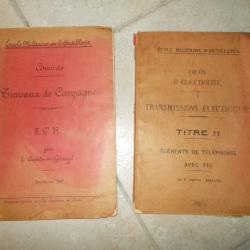 École Militaire de l'Artillerie
Cours de
Travaux de Campagne
E.O.R.
par
le Capitaine
ÉCOLE MILITAIRE D'ARTILLERIE
COURS
D'ÉLECTRICITÉ
ET
TRANSMISSIONS ÉLECTRIQUES
TITRE II
ÉLÉMENTS DE TÉLÉPHONIE
AVEC FIL